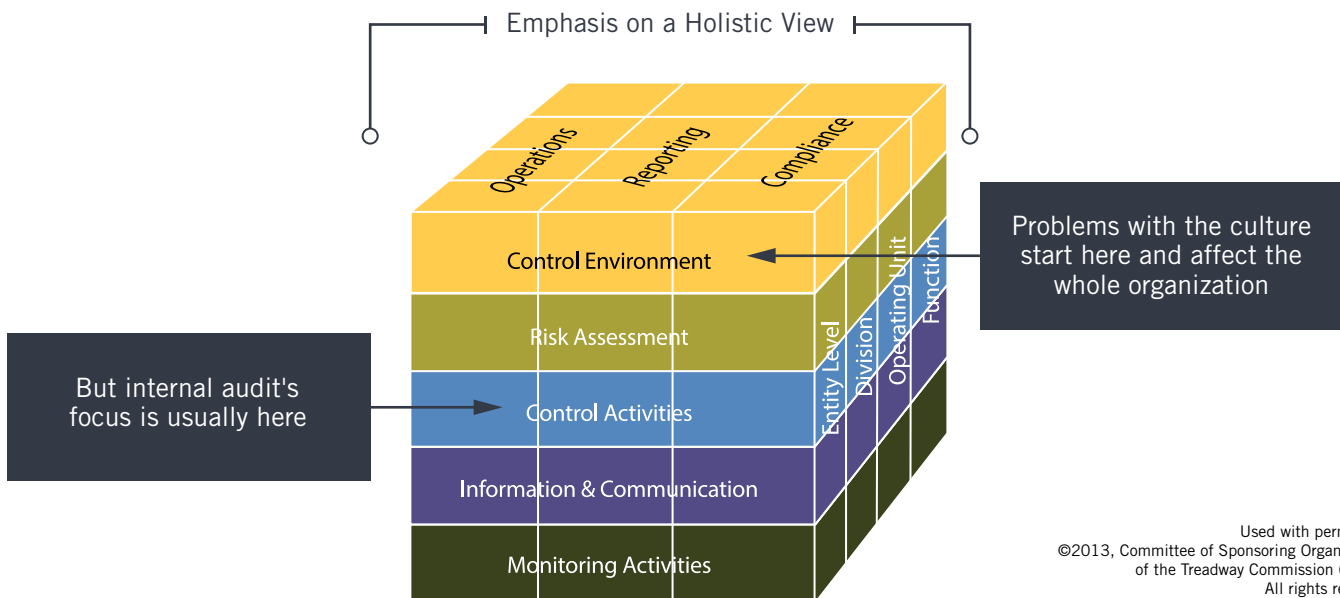 Emphasis on a Holistic View
Operations
Reporting
Compliance
Control Environment
Risk Assessment
Control Activities
Information & Communication
Monitoring Activities
Entity Level
Division
Operating Unit
Function
Problems with the culture
start here and affect the
whole organization
But internal audit's
focus is usually here
Used with
©2013, Committee of Sponsoring
of the Treadway Commission
All rights